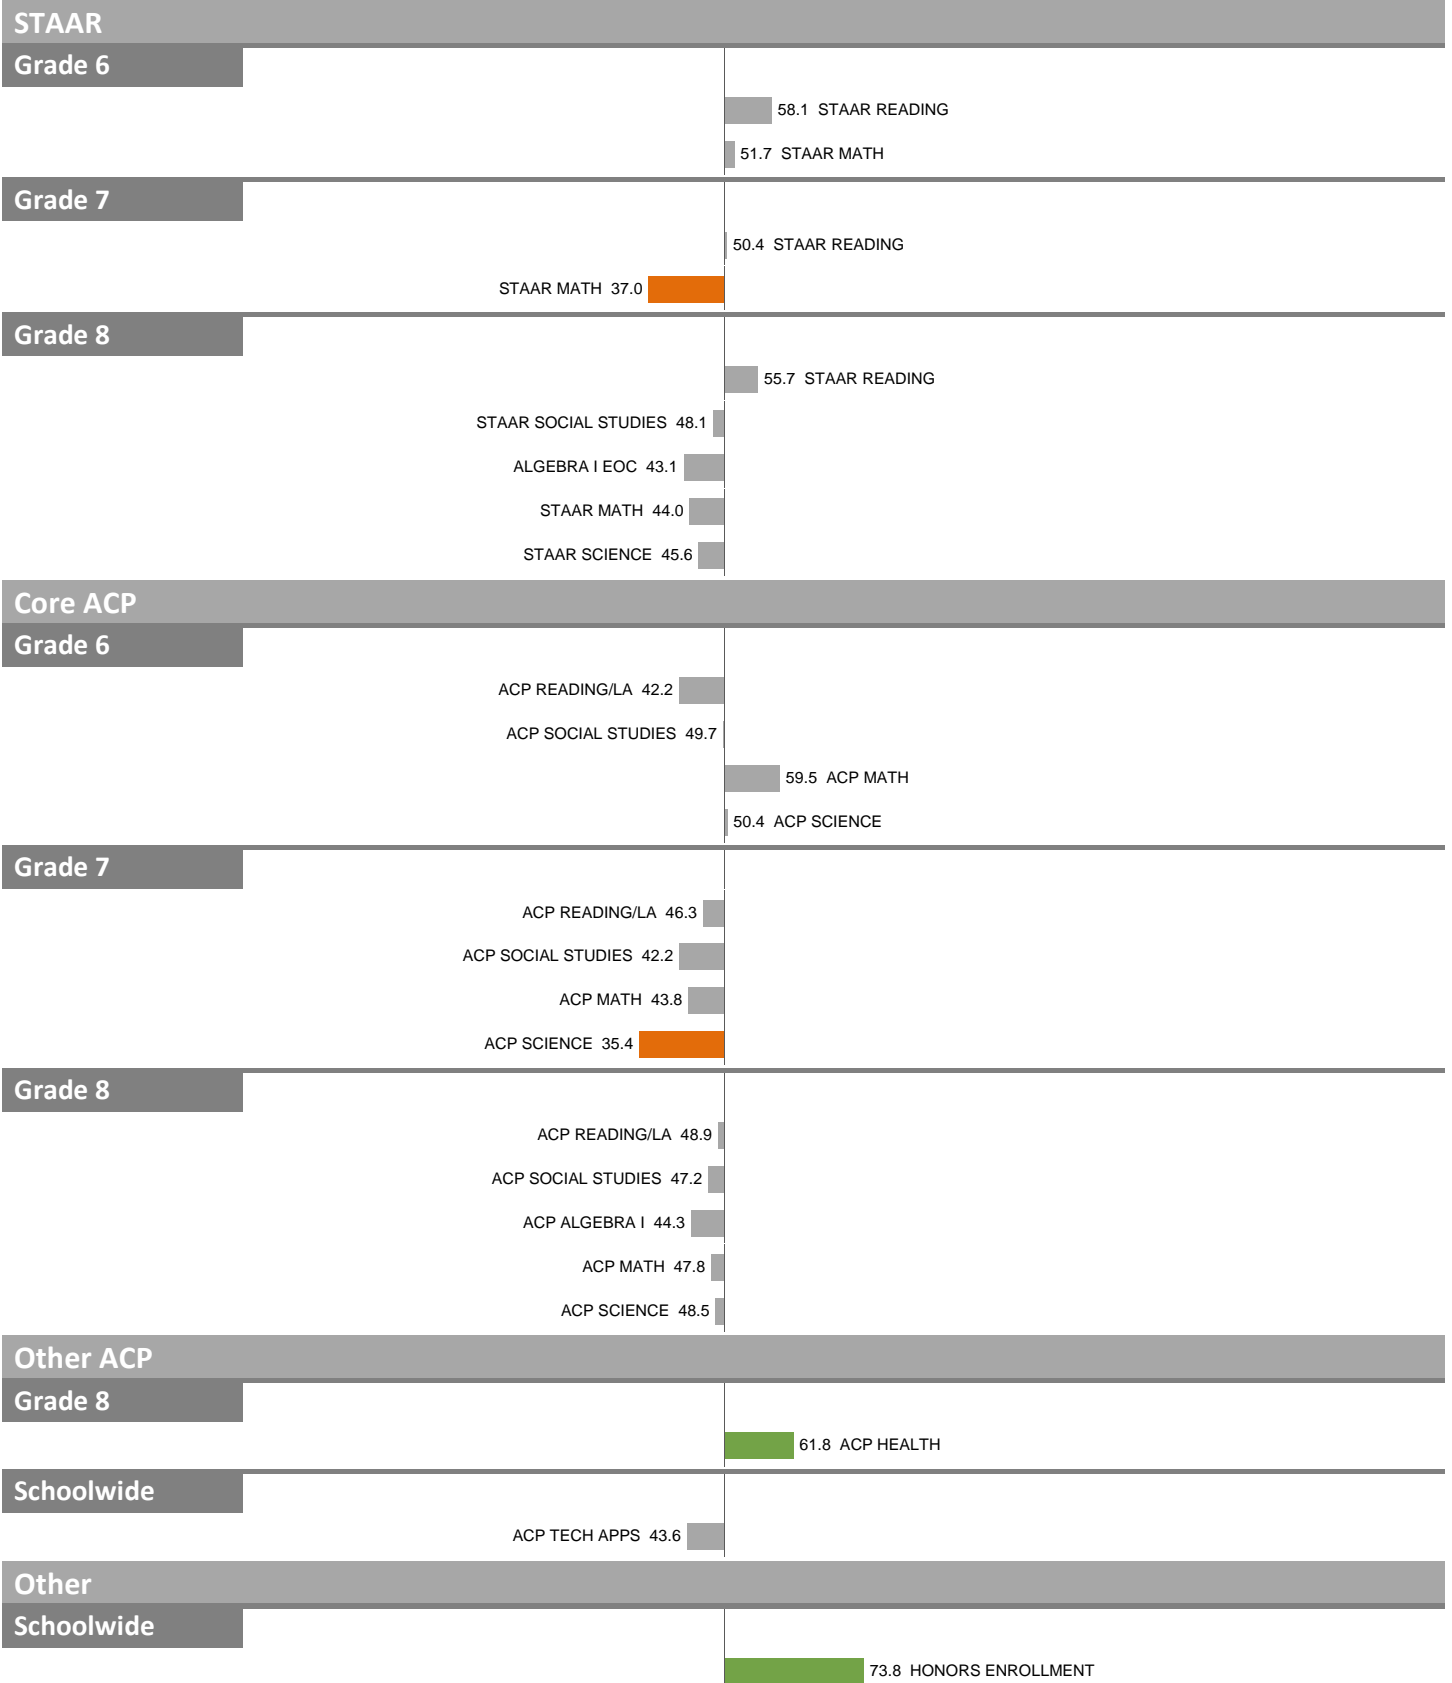 STAAR
Grade 6
58.1 STAAR READING
51.7 STAAR MATH
Grade 7
50.4 STAAR READING
STAAR MATH 37.0
Grade 8
55.7 STAAR READING
STAAR SOCIAL STUDIES 48.1
ALGEBRA I EOC 43.1
STAAR MATH 44.0
STAAR SCIENCE 45.6
Core ACP
Grade 6
ACP READING/LA 42.2
ACP SOCIAL STUDIES 49.7
59.5 ACP MATH
50.4 ACP SCIENCE
Grade 7
ACP READING/LA 46.3
ACP SOCIAL STUDIES 42.2
ACP MATH 43.8
ACP SCIENCE 35.4
Grade 8
ACP READING/LA 48.9
ACP SOCIAL STUDIES 47.2
ACP ALGEBRA I 44.3
ACP MATH 47.8
ACP SCIENCE 48.5
Other ACP
Grade 8
61.8 ACP HEALTH
Schoolwide
ACP TECH APPS 43.6
Other
Schoolwide
73.8 HONORS ENROLLMENT